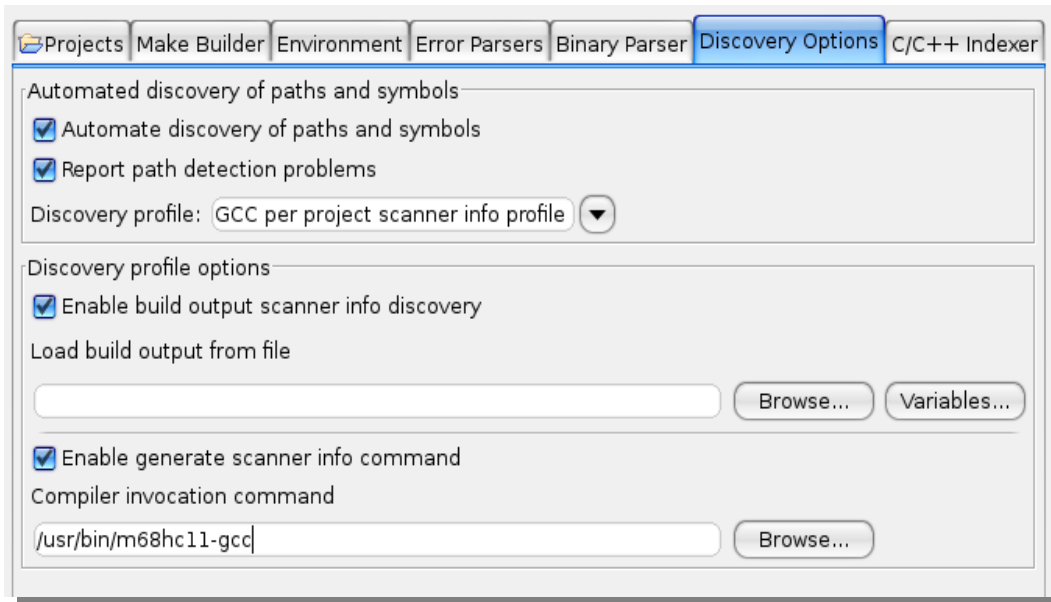 Projects Make Builder Environment Error Parsers Binary Parser Discovery Options C/C++ Indexer
Automated discovery of paths and symbols
Automate discovery of paths and symbols
Report path detection problems
Discovery profile: GCC per project scanner info profile
Discovery profile options
Enable build output scanner info discovery
Load build output from file
Browse... Variables...
Enable generate scanner info command
Compiler invocation command
/usr/bin/m68hc11-gcc Browse...